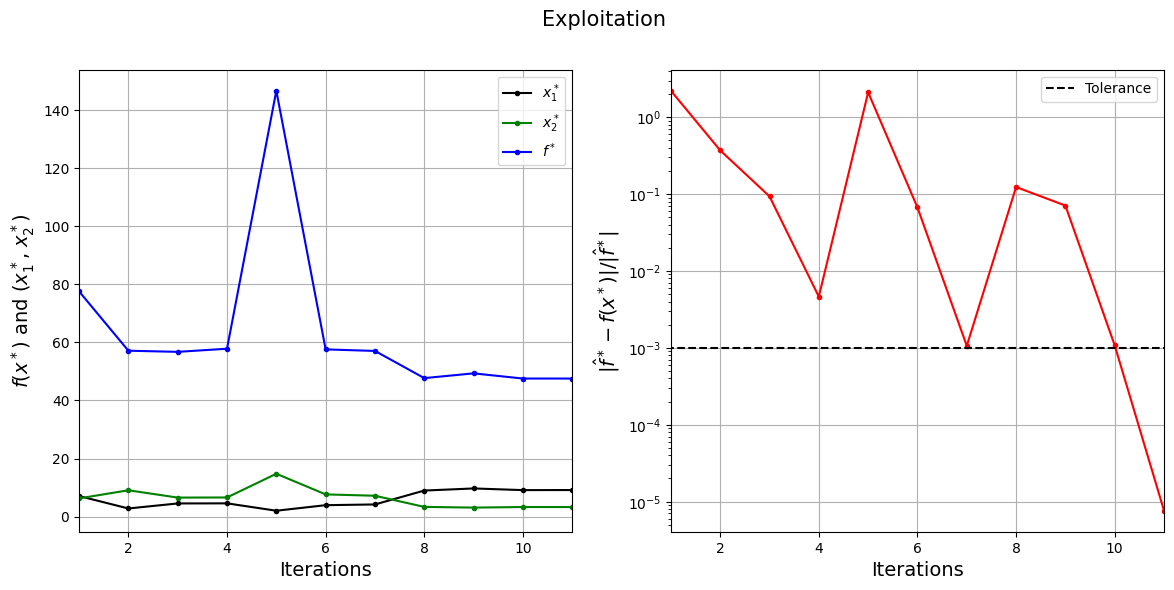 Exploitation
f(x*) and (x₁*, x₂*)
140
120
100
80
60
40
20
0
2
4
6
8
10
Iterations
x₁*
x₂*
f*
|f̂* − f(x*)|/|f̂*|
10⁰
10⁻¹
10⁻²
10⁻³
10⁻⁴
10⁻⁵
2
4
6
8
10
Iterations
Tolerance